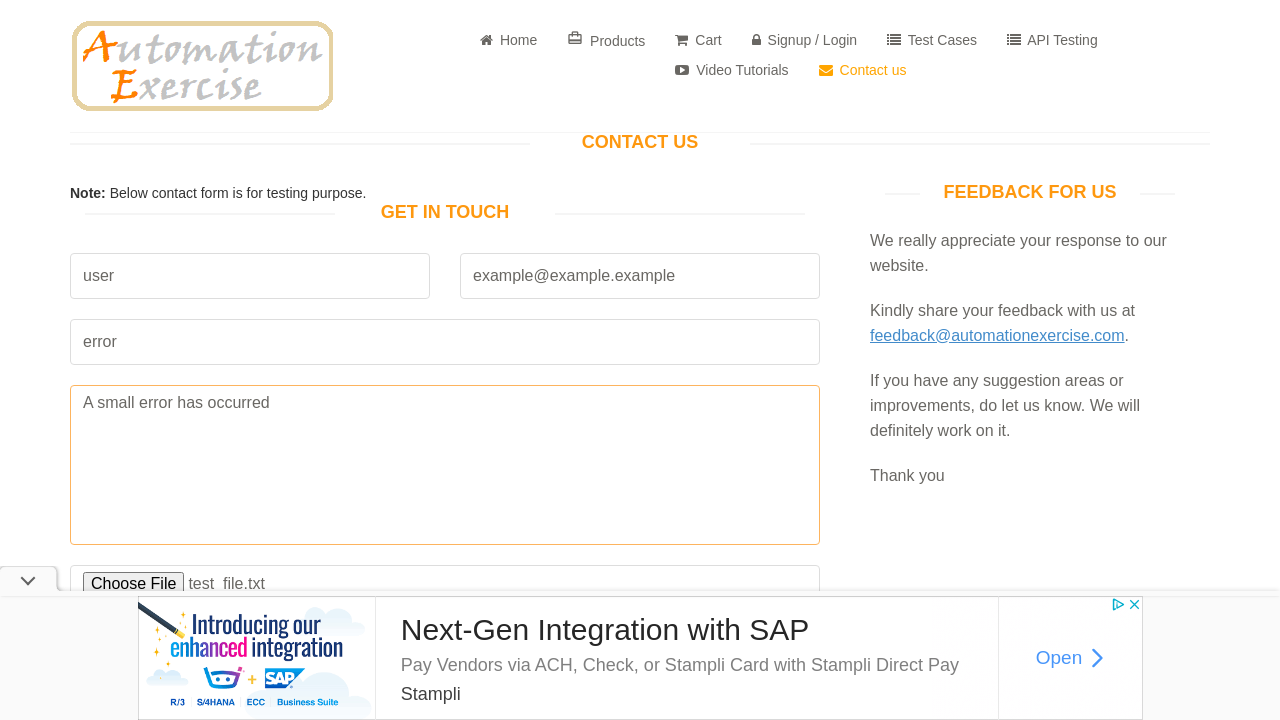 Automation
Exercise
Home
Products
Cart
Signup / Login
Test Cases
API Testing
Video Tutorials
Contact us
CONTACT US
Note: Below contact form is for testing purpose.
GET IN TOUCH
user
example@example.example
error
A small error has occurred
Choose File test_file.txt
FEEDBACK FOR US
We really appreciate your response to our
website.
Kindly share your feedback with us at
feedback@automationexercise.com.
If you have any suggestion areas or
improvements, do let us know. We will
definitely work on it.
Thank you
Introducing our
enhanced integration
+ SAP
R/3 S/4HANA ECC Business Suite
Next-Gen Integration with SAP
Pay Vendors via ACH, Check, or Stampli Card with Stampli Direct Pay
Stampli
Open